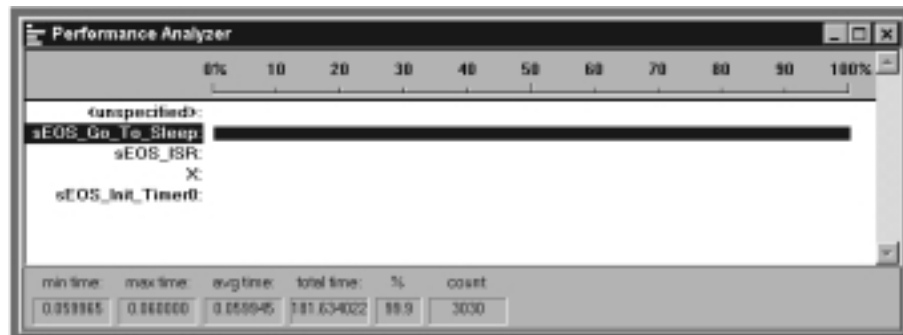 Performance Analyzer
0% 10 20 30 40 50 60 70 80 90 100%
<unspecified>:
sEOS_Go_To_Sleep:
sEOS_ISR:
X:
sEOS_Init_Timer0:
min time: max time: avg time: total time: % count
0.059965 0.060000 0.059945 181.634022 99.9 3030